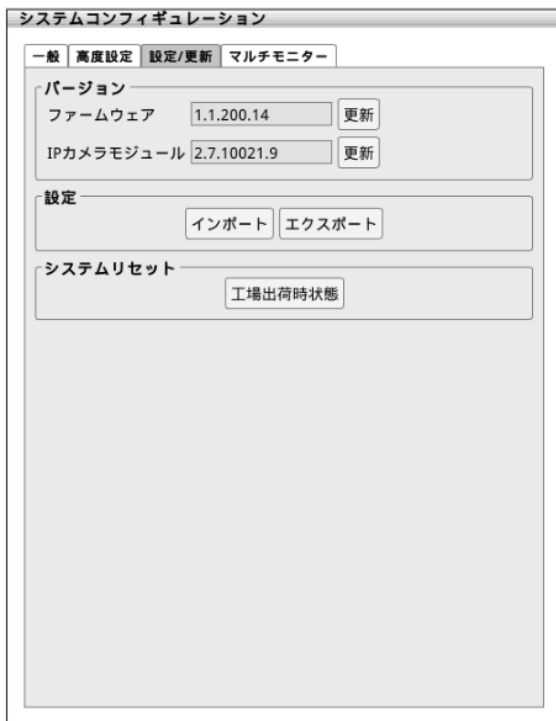 システムコンフィギュレーション
一般 高度設定 設定/更新 マルチモニター
バージョン
ファームウェア 1.1.200.14 更新
IPカメラモジュール 2.7.10021.9 更新
設定
インポート エクスポート
システムリセット
工場出荷時状態